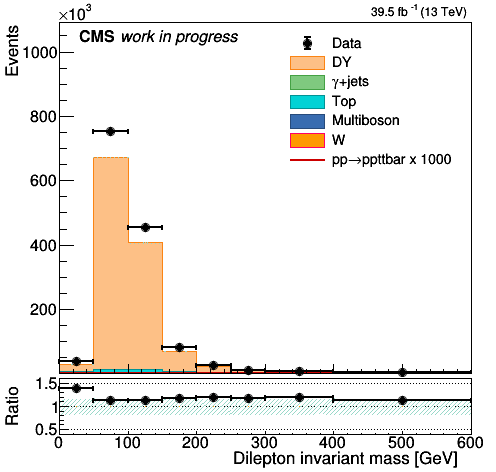 ×10³
39.5 fb⁻¹ (13 TeV)
CMS work in progress
Events
1000
800
600
400
200
Data
DY
γ+jets
Top
Multiboson
W
pp→ppttbar x 1000
Ratio
1.5
1
0.5
0 100 200 300 400 500 600
Dilepton invariant mass [GeV]